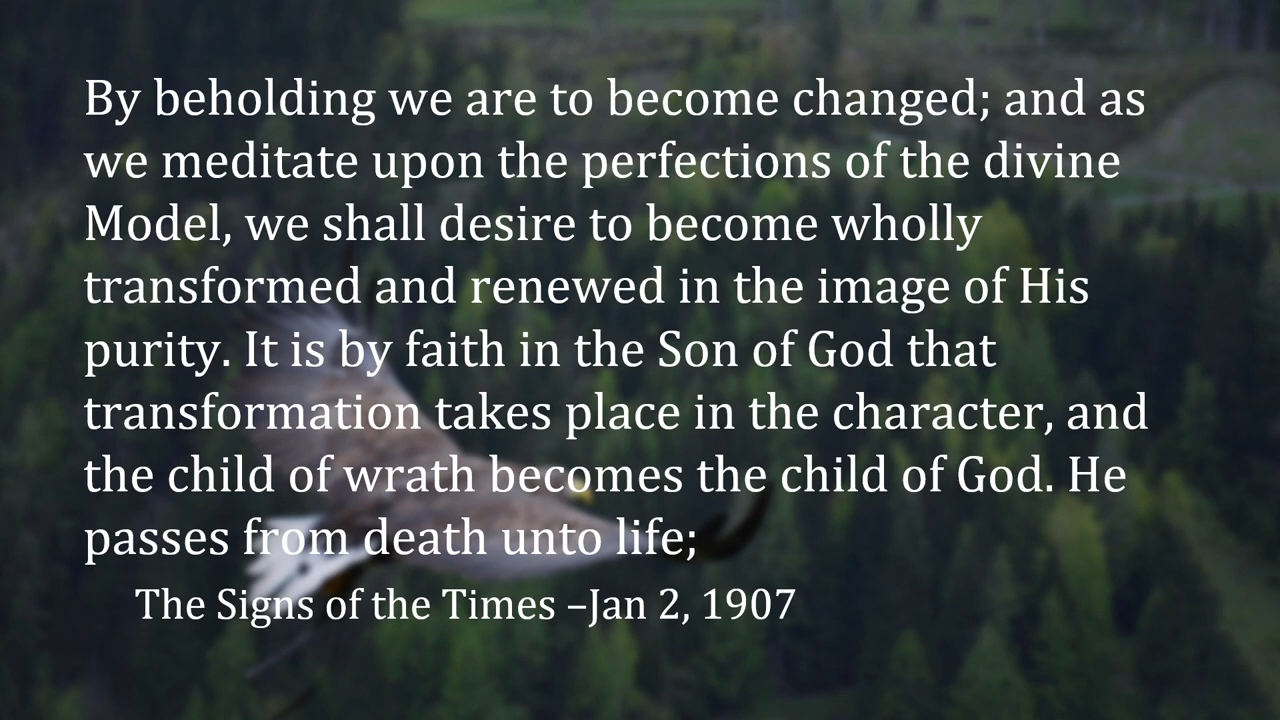 By beholding we are to become changed; and as
we meditate upon the perfections of the divine
Model, we shall desire to become wholly
transformed and renewed in the image of His
purity. It is by faith in the Son of God that
transformation takes place in the character, and
the child of wrath becomes the child of God. He
passes from death unto life;
The Signs of the Times –Jan 2, 1907